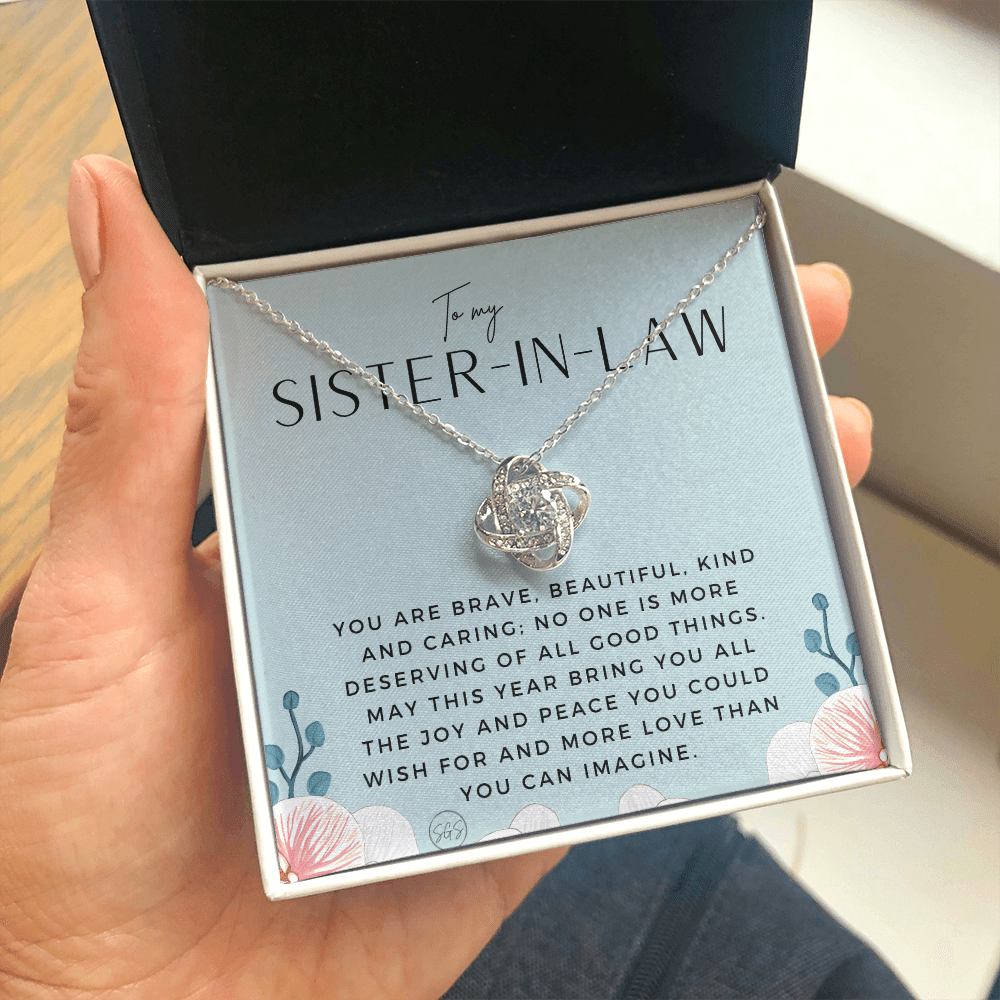 To my
SISTER-IN-LAW
YOU ARE BRAVE, BEAUTIFUL, KIND
AND CARING; NO ONE IS MORE
DESERVING OF ALL GOOD THINGS.
MAY THIS YEAR BRING YOU ALL
THE JOY AND PEACE YOU COULD
WISH FOR AND MORE LOVE THAN
YOU CAN IMAGINE.
SGS